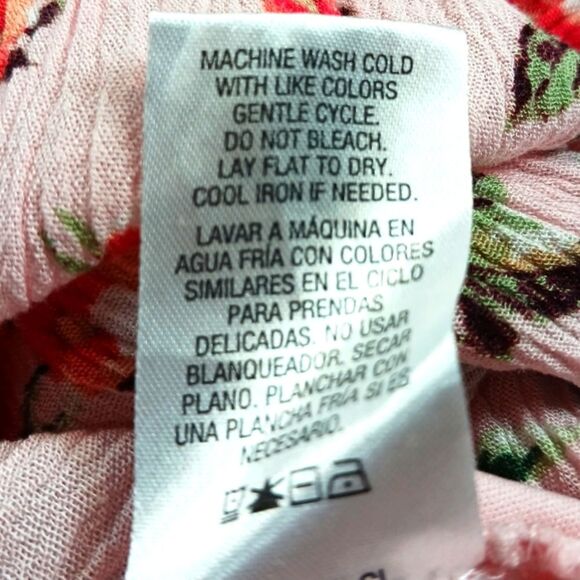 MACHINE WASH COLD
WITH LIKE COLORS
GENTLE CYCLE.
DO NOT BLEACH.
LAY FLAT TO DRY.
COOL IRON IF NEEDED.
LAVAR A MÁQUINA EN
AGUA FRÍA CON COLORES
SIMILARES EN EL CICLO
PARA PRENDAS
DELICADAS. NO USAR
BLANQUEADOR. SECAR
PLANO. PLANCHAR CON
UNA PLANCHA FRÍA SI ES
NECESARIO.